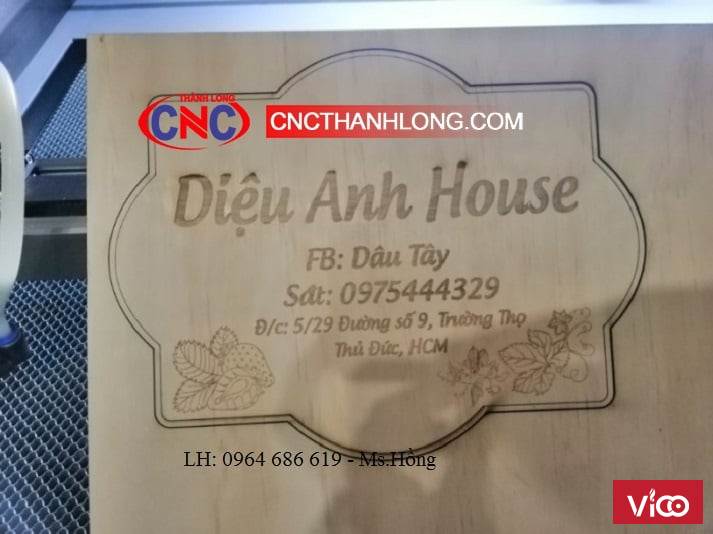 THÀNH LONG
CNC
CNCTHANHLONG.COM
Diệu Anh House
FB: Dâu Tây
Sđt: 0975444329
Đ/c: 5/29 Đường số 9, Trường Thọ
Thủ Đức, HCM
LH: 0964 686 619 - Ms.Hồng
VICO